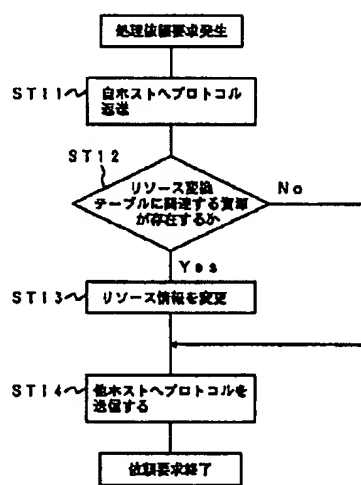 処理依頼要求発生
ST11
自ホストへプロトコル
返送
ST12
リソース変換
テーブルに関連する資源
が存在するか
No
Yes
ST13
リソース情報を変更
ST14
他ホストへプロトコルを
送信する
依頼要求終了